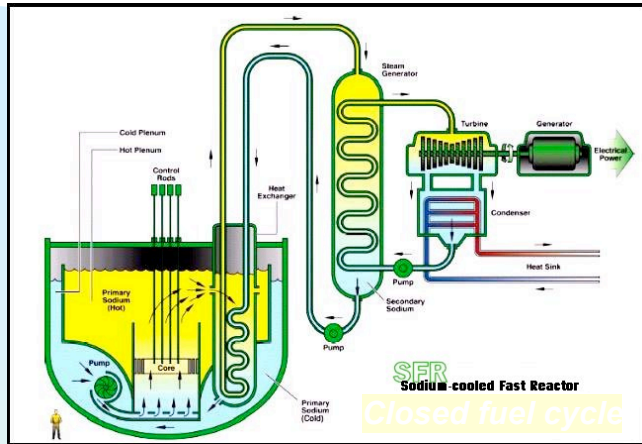 Steam
Generator
Turbine
Generator
Electrical
Power
Cold Plenum
Hot Plenum
Control
Rods
Heat
Exchanger
Condenser
Heat Sink
Pump
Primary
Sodium
(Hot)
Secondary
Sodium
Pump
Pump
Core
Primary
Sodium
(Cold)
SFR
Sodium-cooled Fast Reactor
Closed fuel cycle